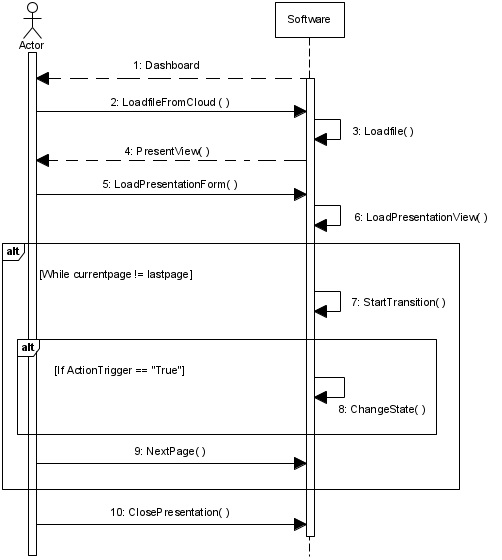 Software
Actor
1: Dashboard
2: LoadfileFromCloud ( )
3: Loadfile( )
4: PresentView( )
5: LoadPresentationForm( )
6: LoadPresentationView( )
alt
[While currentpage != lastpage]
7: StartTransition( )
alt
[If ActionTrigger == "True"]
8: ChangeState( )
9: NextPage( )
10: ClosePresentation( )